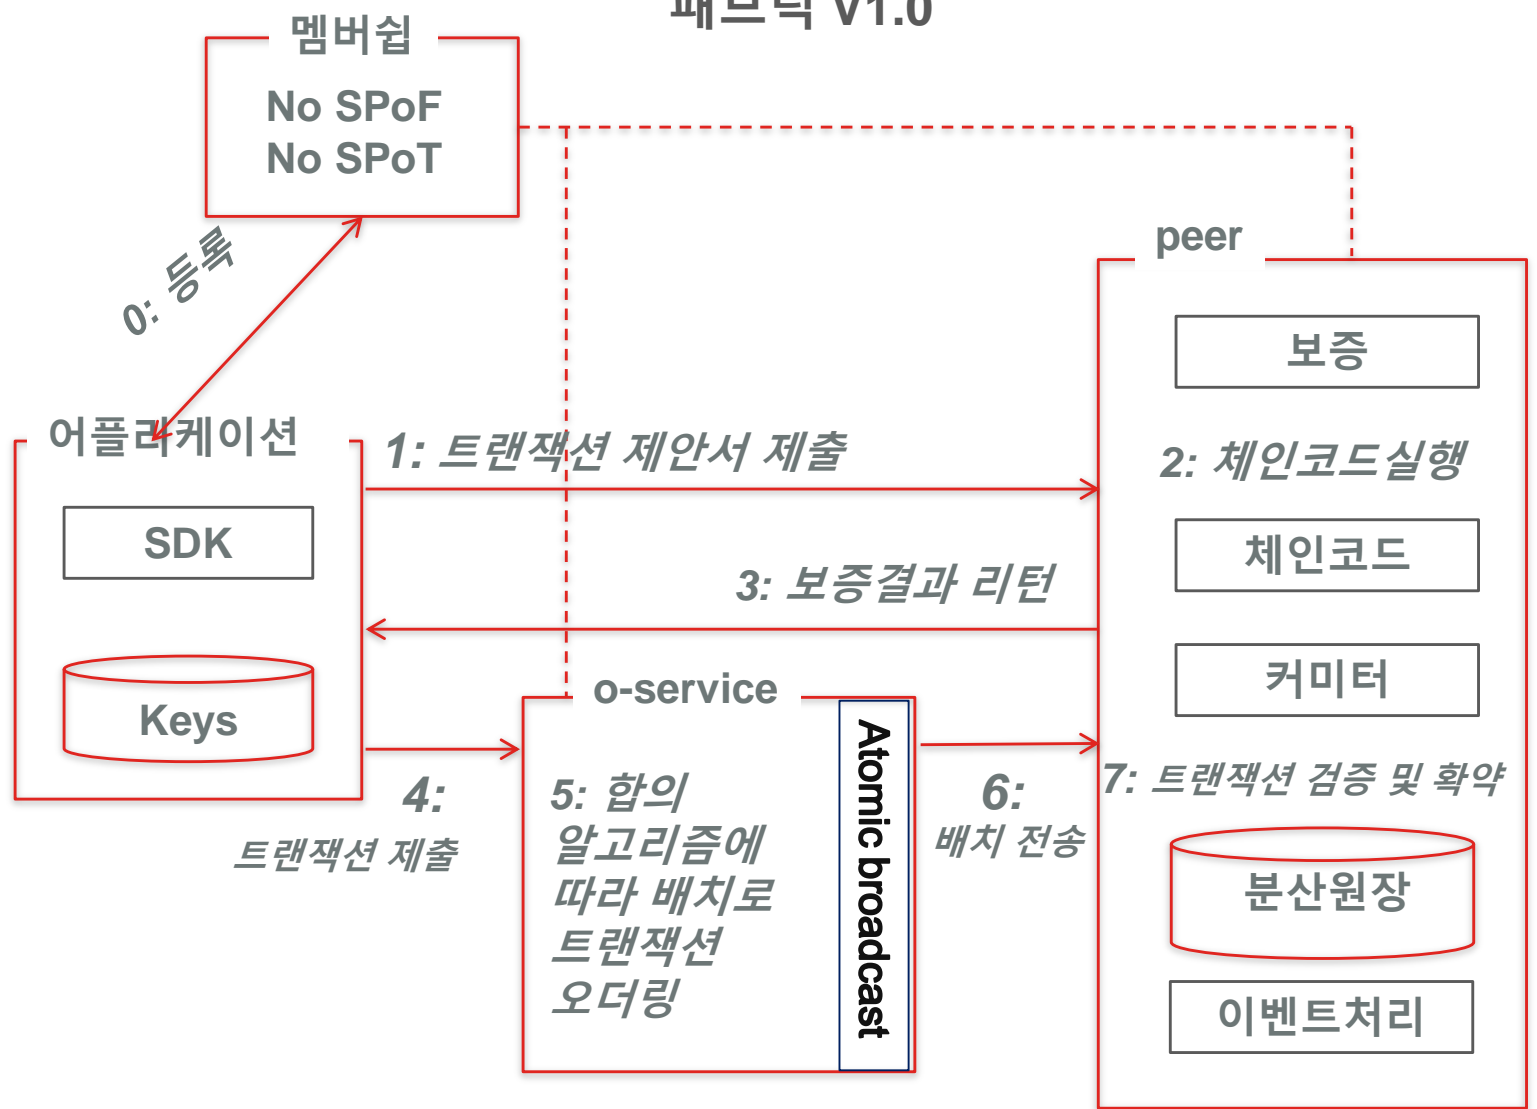 패브릭 V1.0
멤버쉽
No SPoF
No SPoT
0: 등록
peer
보증
어플리케이션
1: 트랜잭션 제안서 제출
2: 체인코드실행
SDK
체인코드
3: 보증결과 리턴
커미터
Keys
o-service
4:
트랜잭션 제출
5: 합의
알고리즘에
따라 배치로
트랜잭션
오더링
Atomic broadcast
6:
배치 전송
7: 트랜잭션 검증 및 확약
분산원장
이벤트처리